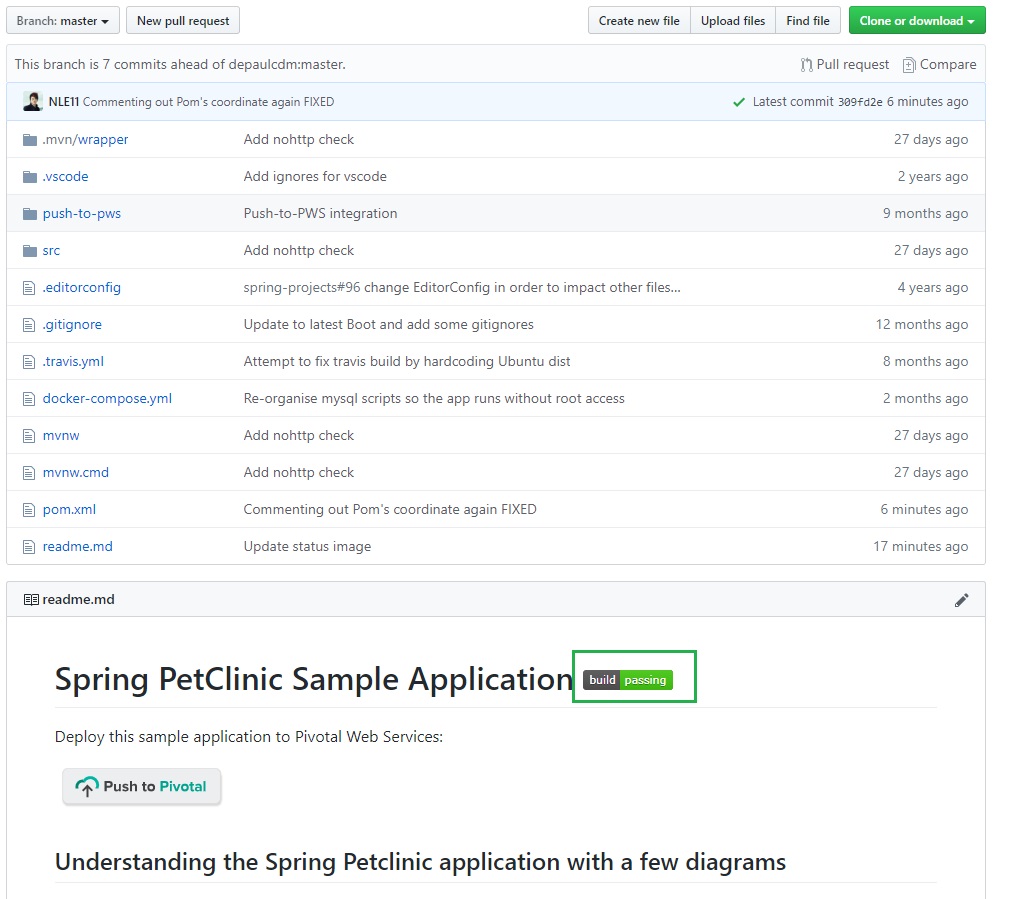 Branch: master New pull request Create new file Upload files Find file Clone or download
This branch is 7 commits ahead of depaulcdm:master. Pull request Compare
NLE11 Commenting out Pom's coordinate again FIXED Latest commit 309fd2e 6 minutes ago
.mvn/wrapper Add nohttp check 27 days ago
.vscode Add ignores for vscode 2 years ago
push-to-pws Push-to-PWS integration 9 months ago
src Add nohttp check 27 days ago
.editorconfig spring-projects#96 change EditorConfig in order to impact other files... 4 years ago
.gitignore Update to latest Boot and add some gitignores 12 months ago
.travis.yml Attempt to fix travis build by hardcoding Ubuntu dist 8 months ago
docker-compose.yml Re-organise mysql scripts so the app runs without root access 2 months ago
mvnw Add nohttp check 27 days ago
mvnw.cmd Add nohttp check 27 days ago
pom.xml Commenting out Pom's coordinate again FIXED 6 minutes ago
readme.md Update status image 17 minutes ago
readme.md
Spring PetClinic Sample Application build passing
Deploy this sample application to Pivotal Web Services:
Push to Pivotal
Understanding the Spring Petclinic application with a few diagrams